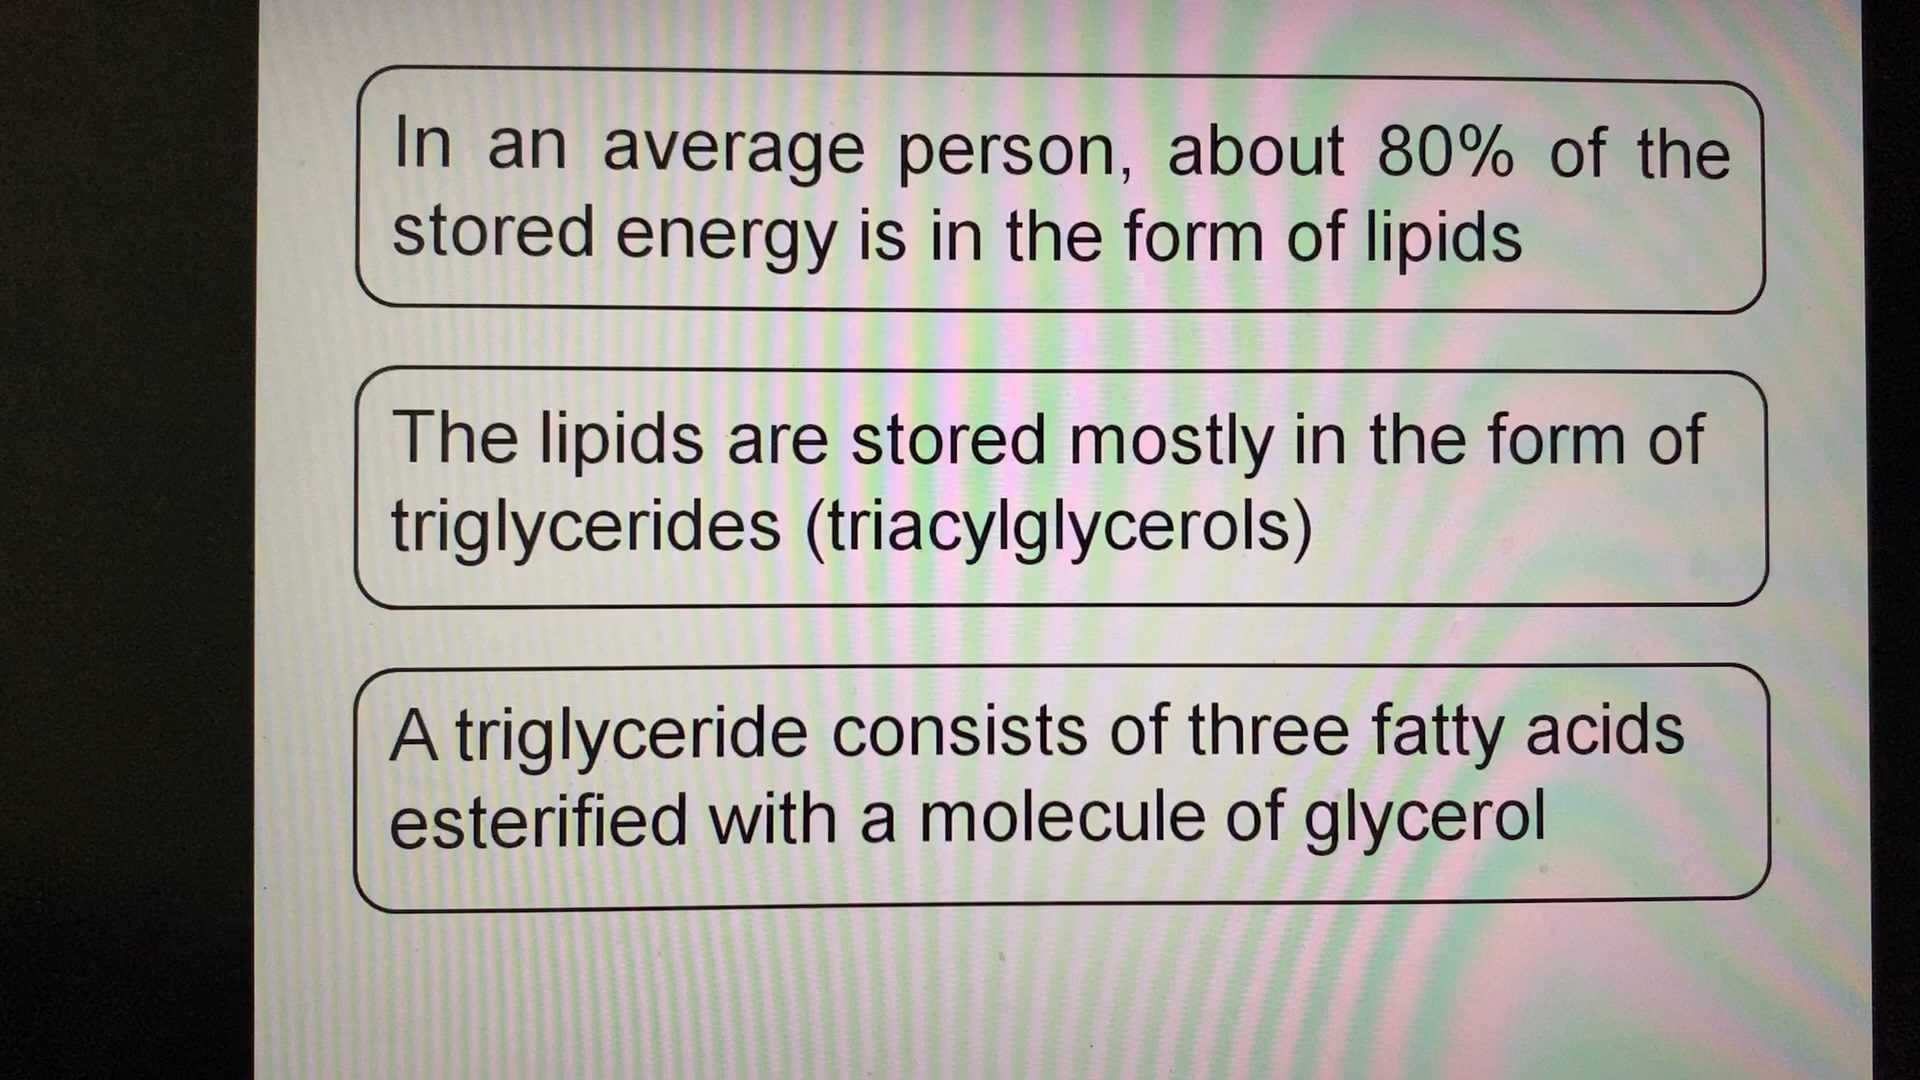 In an average person, about 80% of the
stored energy is in the form of lipids
The lipids are stored mostly in the form of
triglycerides (triacylglycerols)
A triglyceride consists of three fatty acids
esterified with a molecule of glycerol